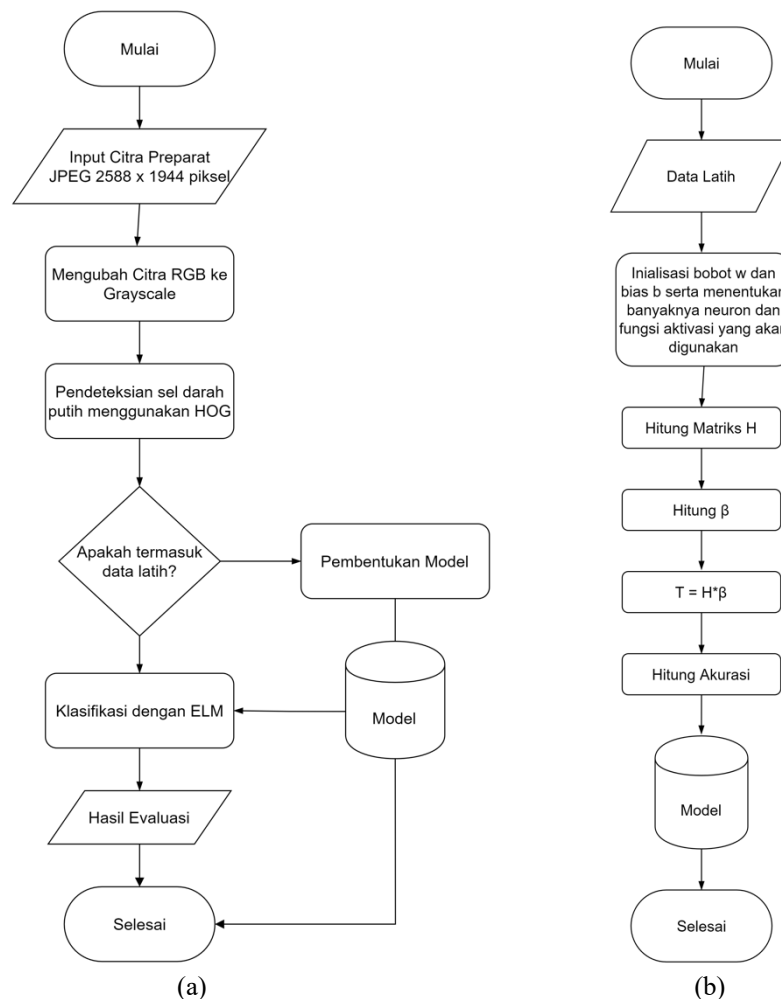 Mulai
Input Citra Preparat
JPEG 2588 x 1944 piksel
Mengubah Citra RGB ke
Grayscale
Pendeteksian sel darah
putih menggunakan HOG
Apakah termasuk
data latih?
Pembentukan Model
Klasifikasi dengan ELM
Model
Hasil Evaluasi
Selesai
(a)
Mulai
Data Latih
Inialisasi bobot w dan
bias b serta menentukan
banyaknya neuron dan
fungsi aktivasi yang akan
digunakan
Hitung Matriks H
Hitung β
T = H*β
Hitung Akurasi
Model
Selesai
(b)